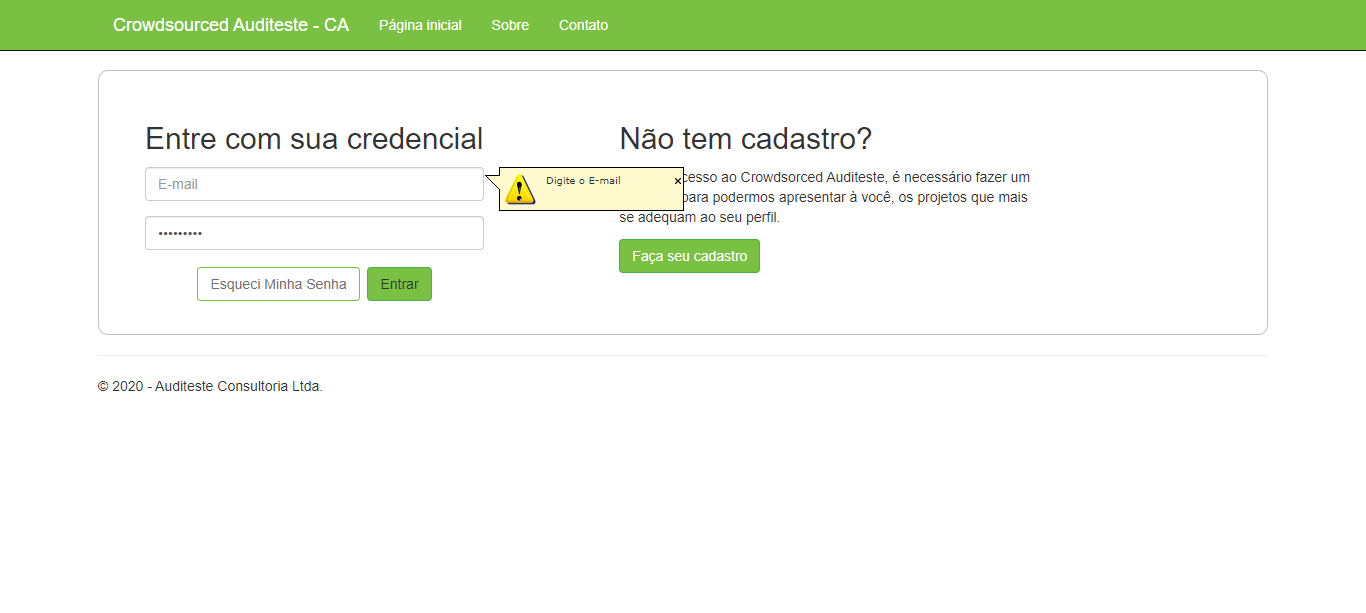 Crowdsourced Auditeste - CA Página inicial Sobre Contato
Entre com sua credencial
E-mail
Digite o E-mail
•••••••••
Esqueci Minha Senha Entrar
Não tem cadastro?
cesso ao Crowdsorced Auditeste, é necessário fazer um
para podermos apresentar à você, os projetos que mais
se adequam ao seu perfil.
Faça seu cadastro
© 2020 - Auditeste Consultoria Ltda.